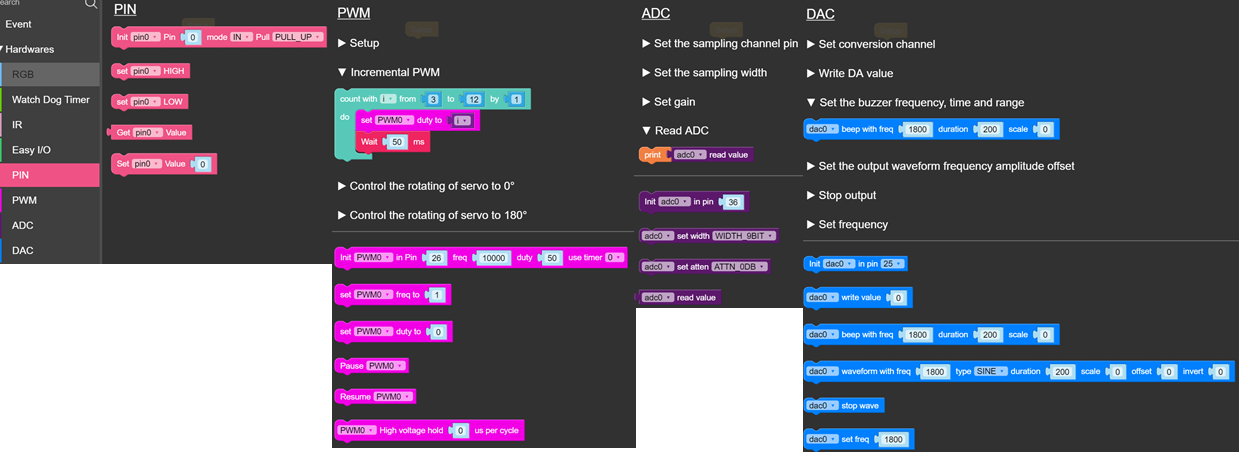 earch
Event
Hardwares
RGB
Watch Dog Timer
IR
Easy I/O
PIN
PWM
ADC
DAC
PIN
Init pin0 Pin 0 mode IN Pull PULL_UP
set pin0 HIGH
set pin0 LOW
Get pin0 Value
Set pin0 Value 0
PWM
Setup
Incremental PWM
count with i from 3 to 12 by 1
do set PWM0 duty to i
Wait 50 ms
Control the rotating of servo to 0°
Control the rotating of servo to 180°
Init PWM0 in Pin 26 freq 10000 duty 50 use timer 0
set PWM0 freq to 1
set PWM0 duty to 0
Pause PWM0
Resume PWM0
PWM0 High voltage hold 0 us per cycle
ADC
Set the sampling channel pin
Set the sampling width
Set gain
Read ADC
print adc0 read value
Init adc0 in pin 36
adc0 set width WIDTH_9BIT
adc0 set atten ATTN_0DB
adc0 read value
DAC
Set conversion channel
Write DA value
Set the buzzer frequency, time and range
dac0 beep with freq 1800 duration 200 scale 0
Set the output waveform frequency amplitude offset
Stop output
Set frequency
Init dac0 in pin 25
dac0 write value 0
dac0 beep with freq 1800 duration 200 scale 0
dac0 waveform with freq 1800 type SINE duration 200 scale 0 offset 0 invert 0
dac0 stop wave
dac0 set freq 1800